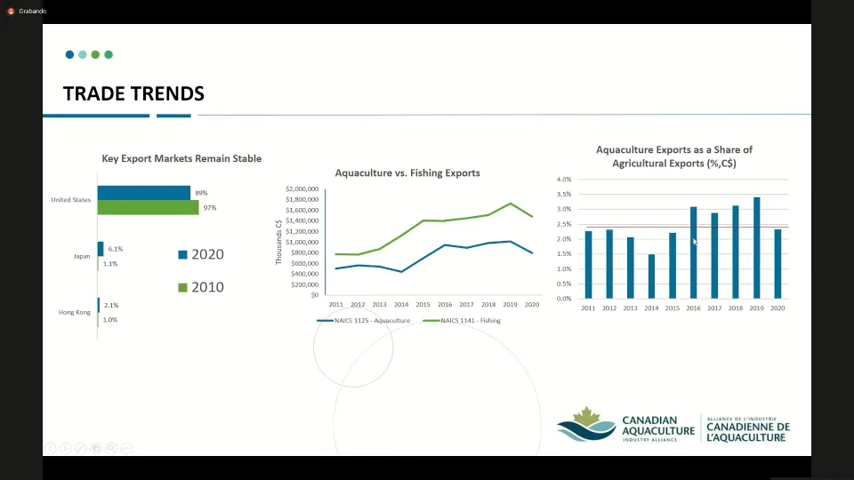 Grabando
TRADE TRENDS
Key Export Markets Remain Stable
United States
89%
97%
Japan
6.1%
1.1%
Hong Kong
2.1%
1.0%
2020
2010
Aquaculture vs. Fishing Exports
Thousands C$
$2,000,000
$1,800,000
$1,600,000
$1,400,000
$1,200,000
$1,000,000
$800,000
$600,000
$400,000
$200,000
$0
2011 2012 2013 2014 2015 2016 2017 2018 2019 2020
NAICS 1125 - Aquaculture NAICS 1141 - Fishing
Aquaculture Exports as a Share of
Agricultural Exports (%,C$)
4.0%
3.5%
3.0%
2.5%
2.0%
1.5%
1.0%
0.5%
0.0%
2011 2012 2013 2014 2015 2016 2017 2018 2019 2020
CANADIAN
AQUACULTURE
INDUSTRY ALLIANCE
ALLIANCE DE L'INDUSTRIE
CANADIENNE DE
L'AQUACULTURE